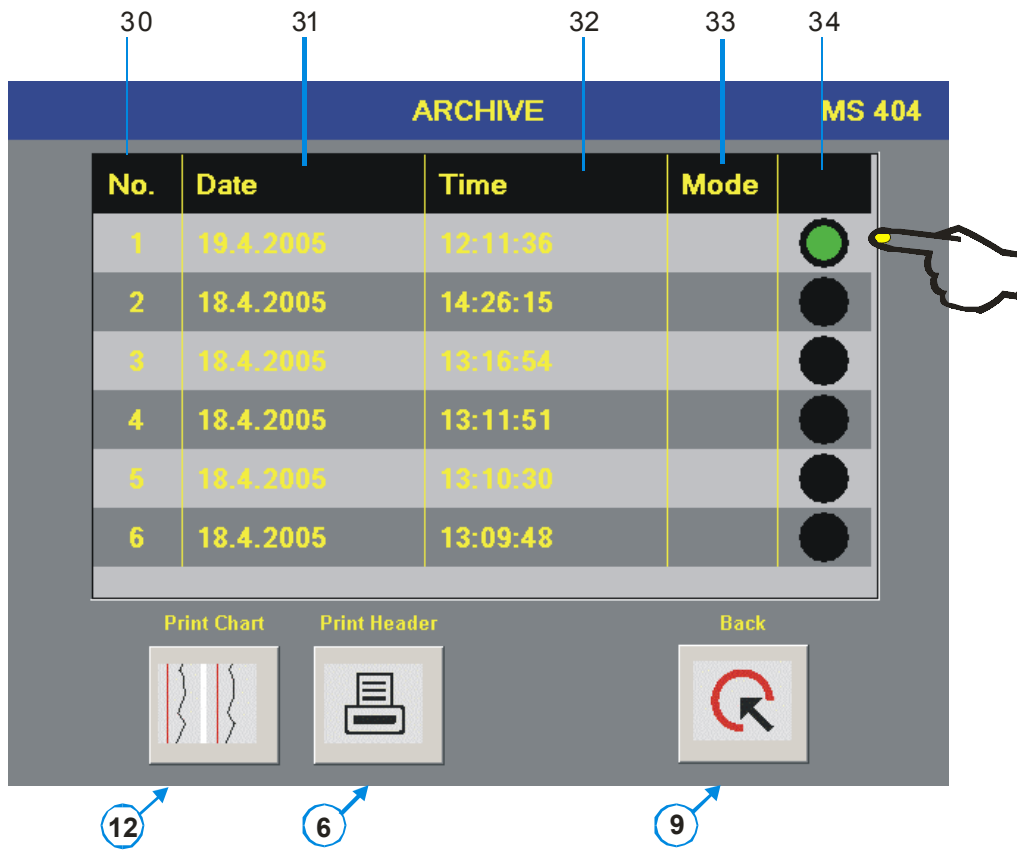 30 31 32 33 34
ARCHIVE MS 404
No. Date Time Mode
1 19.4.2005 12:11:36
2 18.4.2005 14:26:15
3 18.4.2005 13:16:54
4 18.4.2005 13:11:51
5 18.4.2005 13:10:30
6 18.4.2005 13:09:48
Print Chart Print Header Back
12 6 9